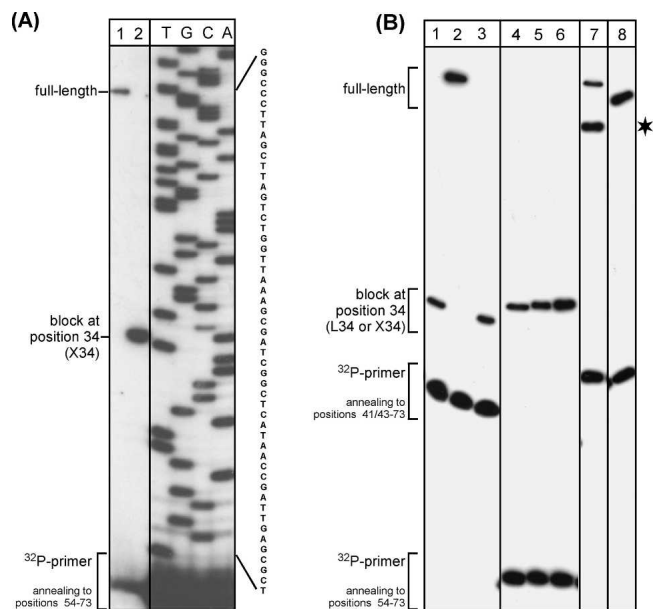 (A)
1 2 T G C A
full-length
block at
position 34
(X34)
32P-primer
annealing to
positions 54-73
GGGCCCTTAGCTTAGTCTGGTTAAAGCGATCGGCTCATAACCGATTGAGCGCT
(B)
1 2 3 4 5 6 7 8
full-length
block at
position 34
(L34 or X34)
32P-primer
annealing to
positions 41/43-73
32P-primer
annealing to
positions 54-73